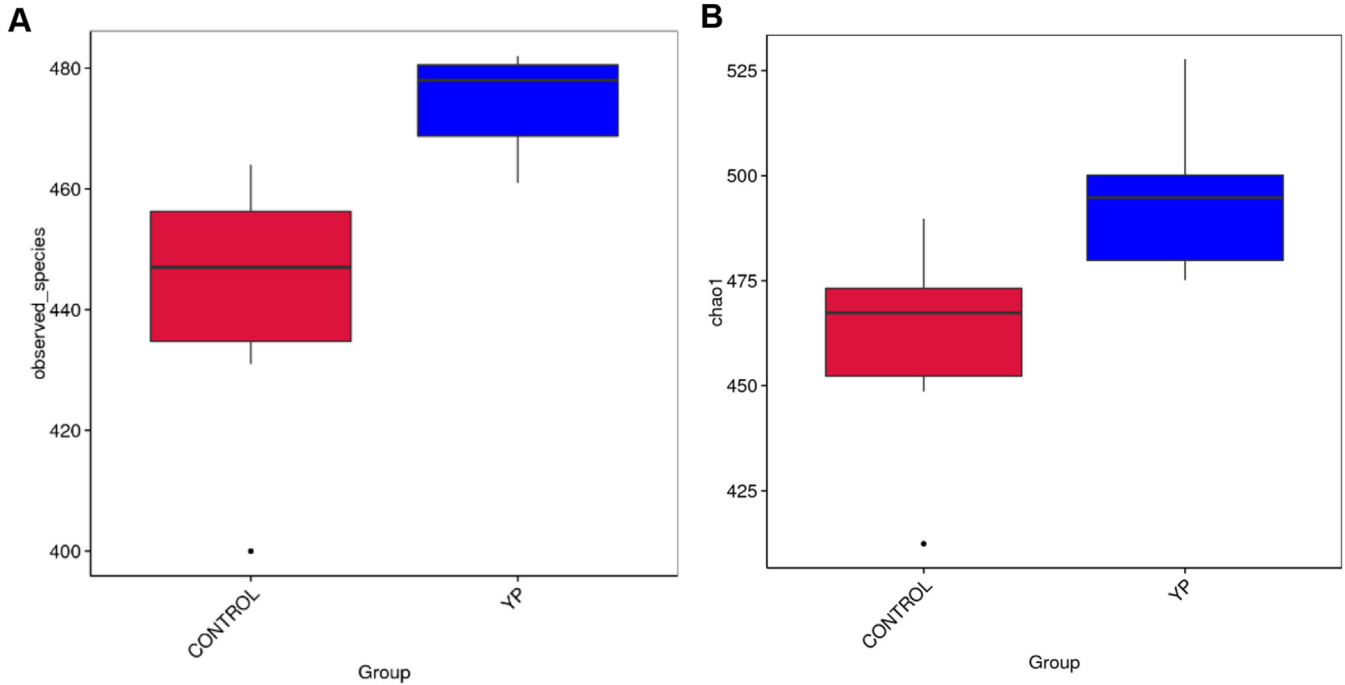 A
observed_species
480
460
440
420
400
CONTROL
YP
Group
B
chao1
525
500
475
450
425
CONTROL
YP
Group